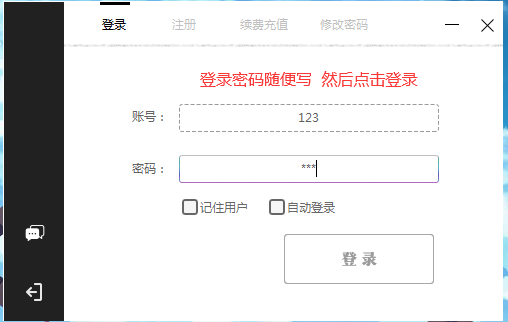 登录 注册 续费充值 修改密码
登录密码随便写 然后点击登录
账号： 123
密码： ***
记住用户 自动登录
登 录